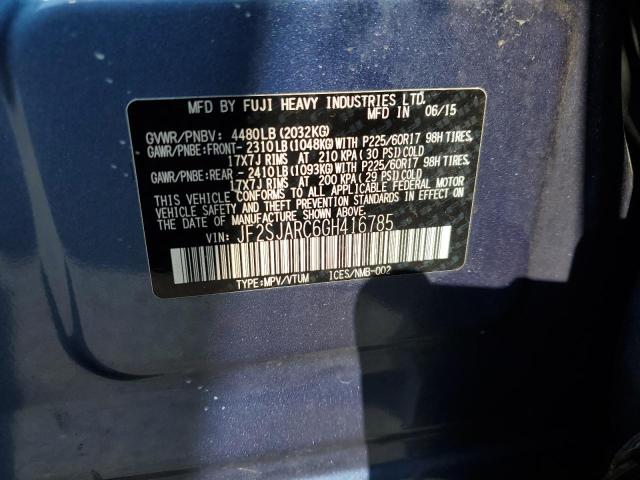 MFD BY FUJI HEAVY INDUSTRIES LTD.
MFD IN 06/15
GVWR/PNBV: 4480LB(2032KG)
GAWR/PNBE:FRONT- 2310LB(1048KG)WITH P225/60R17 98H TIRES,
17X7J RIMS AT 210 KPA(30 PSI)COLD
GAWR/PNBE:REAR - 2410LB(1093KG)WITH P225/60R17 98H TIRES,
17X7J RIMS AT 200 KPA(29 PSI)COLD
THIS VEHICLE CONFORMS TO ALL APPLICABLE FEDERAL MOTOR
VEHICLE SAFETY AND THEFT PREVENTION STANDARDS IN EFFECT ON
THE DATE OF MANUFACTURE SHOWN ABOVE.
VIN: JF2SJARC6GH416785
TYPE:MPV/VTUM ICES/NMB-002